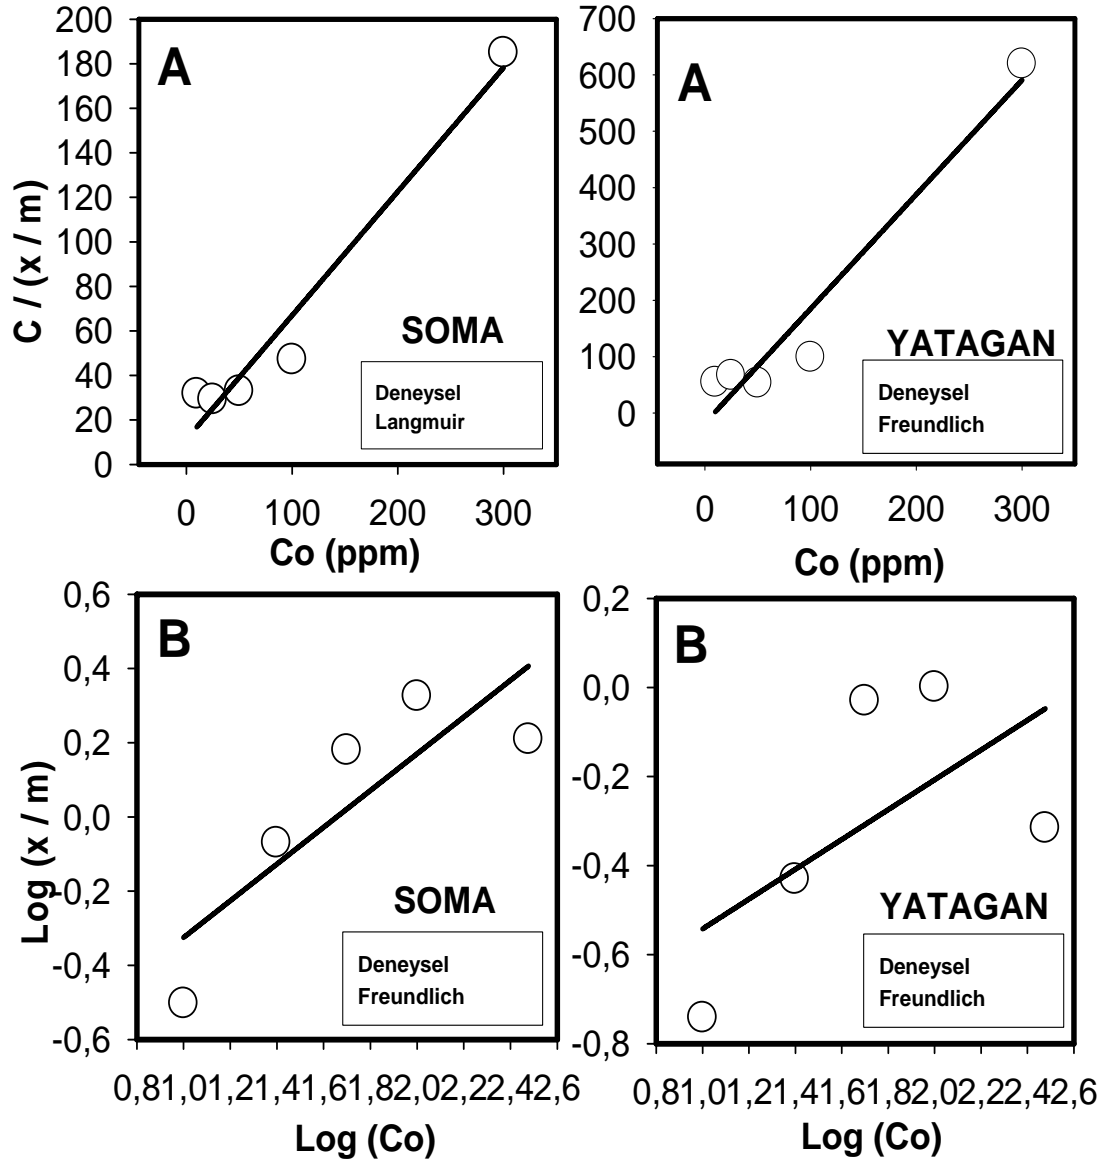 200
180
160
140
120
100
80
60
40
20
0
C / (x / m)
A
SOMA
Deneysel
Langmuir
0 100 200 300
Co (ppm)
700
600
500
400
300
200
100
0
A
YATAGAN
Deneysel
Freundlich
0 100 200 300
Co (ppm)
0,6
0,4
0,2
0,0
-0,2
-0,4
-0,6
Log (x / m)
B
SOMA
Deneysel
Freundlich
0,81,01,21,41,61,82,02,22,42,6
Log (Co)
0,2
0,0
-0,2
-0,4
-0,6
-0,8
B
YATAGAN
Deneysel
Freundlich
0,81,01,21,41,61,82,02,22,42,6
Log (Co)